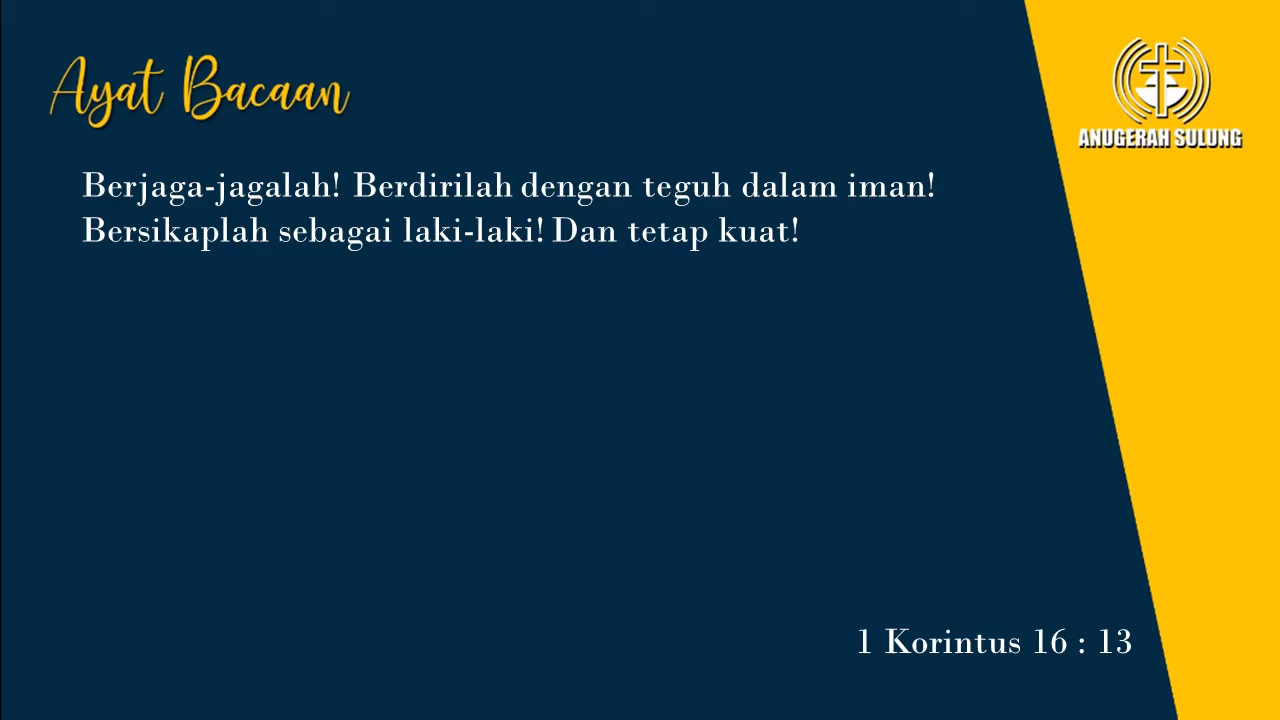 Ayat Bacaan
ANUGERAH SULUNG
Berjaga-jagalah! Berdirilah dengan teguh dalam iman!
Bersikaplah sebagai laki-laki! Dan tetap kuat!
1 Korintus 16 : 13